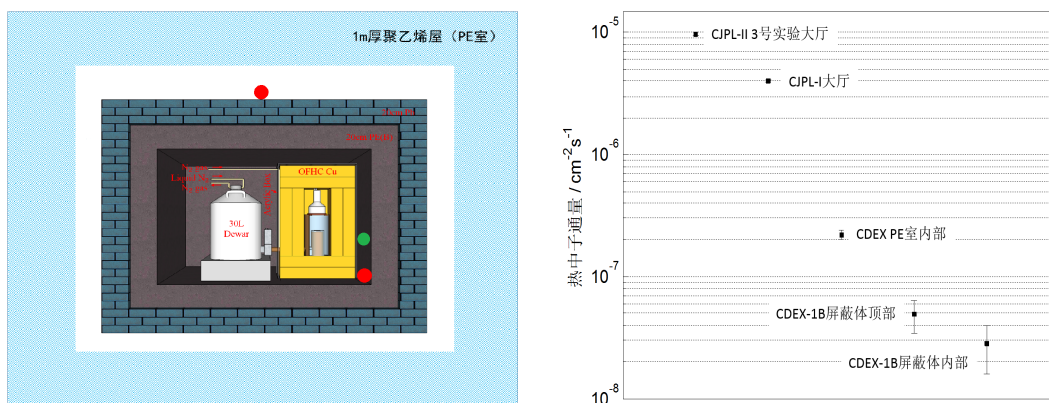 1m厚聚乙烯屋（PE室）
OFHC Cu
30L
Dewar
热中子通量 / cm⁻²s⁻¹
10⁻⁵
10⁻⁶
10⁻⁷
10⁻⁸
CJPL-II 3号实验大厅
CJPL-I大厅
CDEX PE室内部
CDEX-1B屏蔽体顶部
CDEX-1B屏蔽体内部